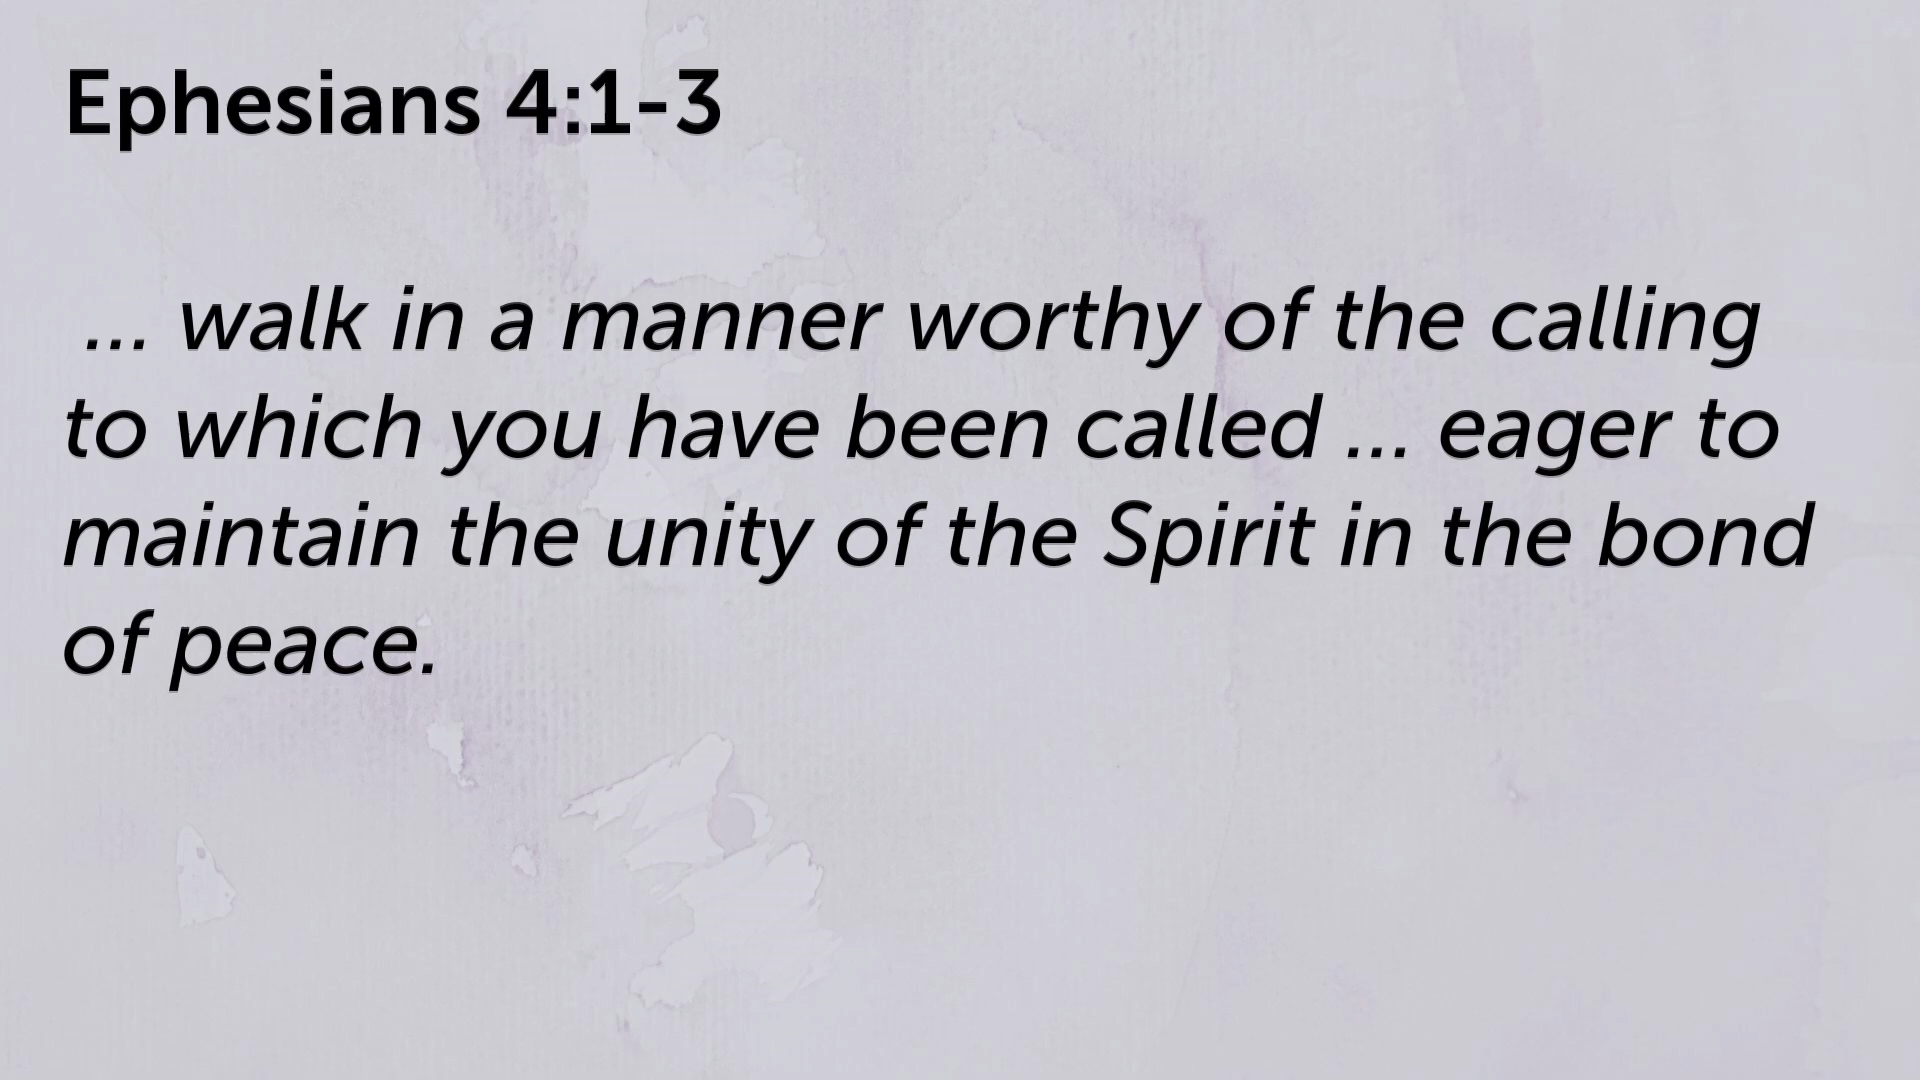 Ephesians 4:1-3
... walk in a manner worthy of the calling
to which you have been called ... eager to
maintain the unity of the Spirit in the bond
of peace.